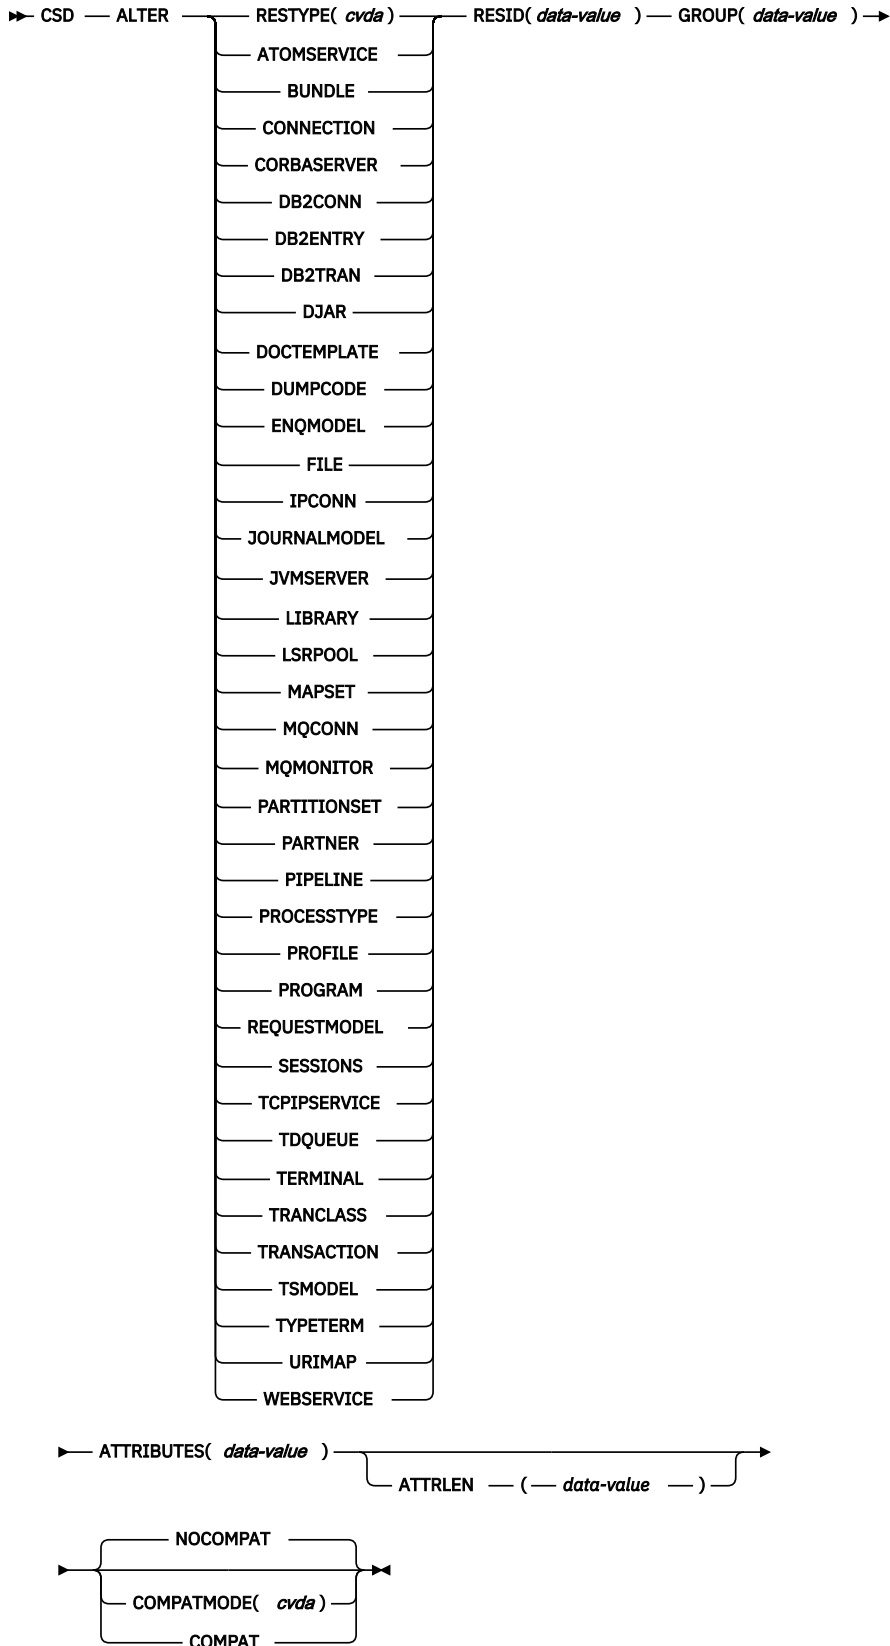 CSD ALTER RESTYPE( cvda ) RESID( data-value ) GROUP( data-value )
ATOMSERVICE
BUNDLE
CONNECTION
CORBASERVER
DB2CONN
DB2ENTRY
DB2TRAN
DJAR
DOCTEMPLATE
DUMPCODE
ENQMODEL
FILE
IPCONN
JOURNALMODEL
JVMSERVER
LIBRARY
LSRPOOL
MAPSET
MQCONN
MQMONITOR
PARTITIONSET
PARTNER
PIPELINE
PROCESSTYPE
PROFILE
PROGRAM
REQUESTMODEL
SESSIONS
TCPIPSERVICE
TDQUEUE
TERMINAL
TRANCLASS
TRANSACTION
TSMODEL
TYPETERM
URIMAP
WEBSERVICE
ATTRIBUTES( data-value )
ATTRLEN ( data-value )
NOCOMPAT
COMPATMODE( cvda )
COMPAT